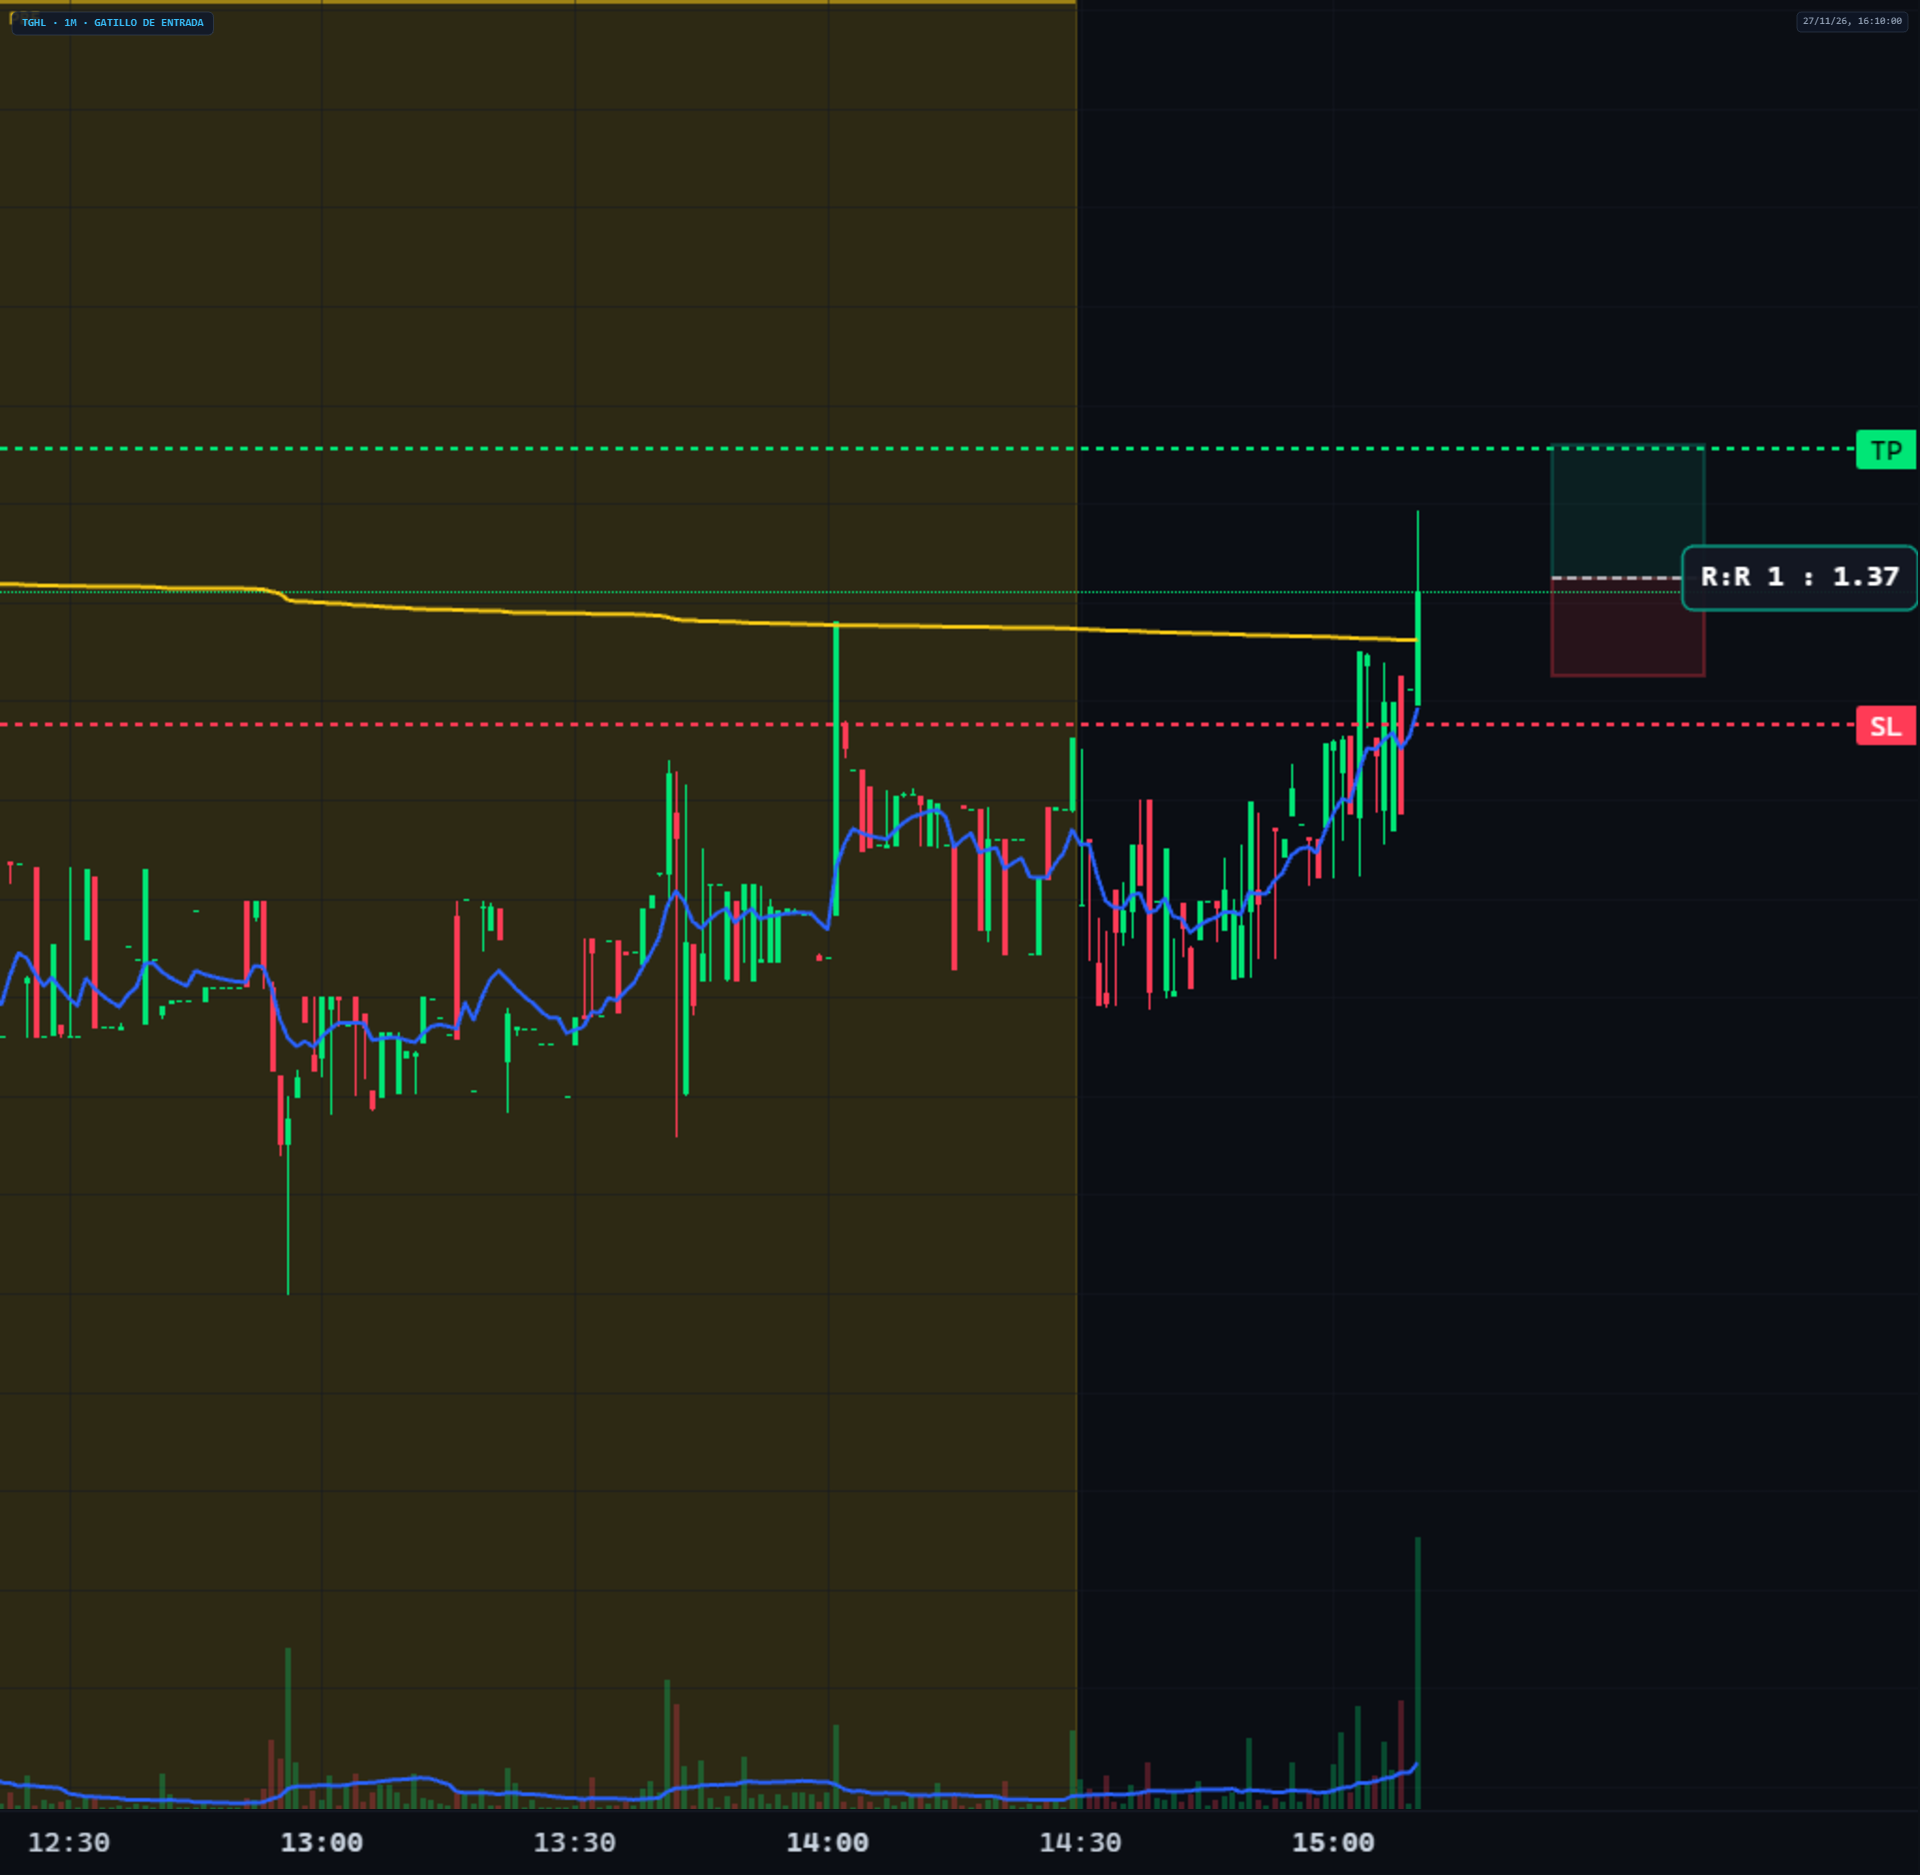 TGHL · 1M · GATILLO DE ENTRADA
27/11/26, 16:10:00
TP
R:R 1 : 1.37
SL
12:30
13:00
13:30
14:00
14:30
15:00